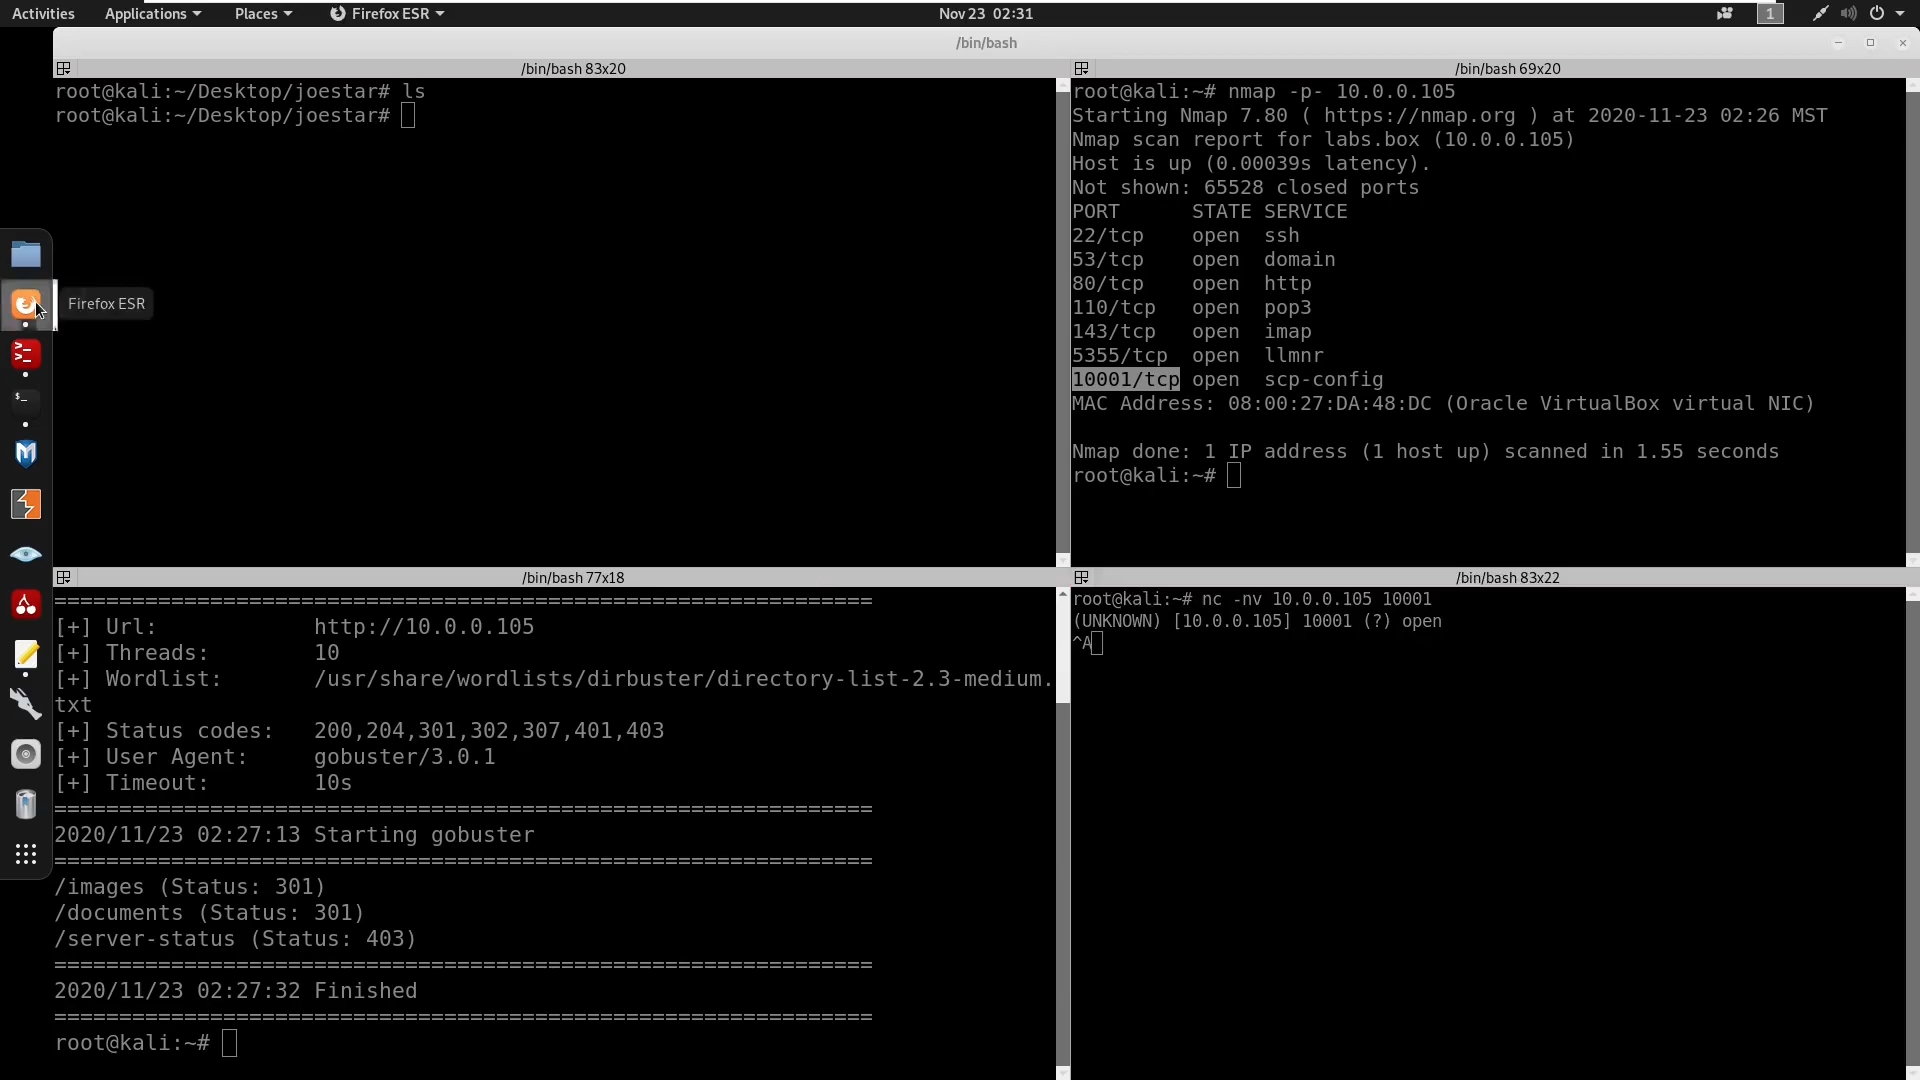 Activities Applications Places Firefox ESR Nov 23 02:31 1
/bin/bash
/bin/bash 83x20
root@kali:~/Desktop/joestar# ls
root@kali:~/Desktop/joestar#
Firefox ESR
/bin/bash 69x20
root@kali:~# nmap -p- 10.0.0.105
Starting Nmap 7.80 ( https://nmap.org ) at 2020-11-23 02:26 MST
Nmap scan report for labs.box (10.0.0.105)
Host is up (0.00039s latency).
Not shown: 65528 closed ports
PORT      STATE SERVICE
22/tcp    open  ssh
53/tcp    open  domain
80/tcp    open  http
110/tcp   open  pop3
143/tcp   open  imap
5355/tcp  open  llmnr
10001/tcp open  scp-config
MAC Address: 08:00:27:DA:48:DC (Oracle VirtualBox virtual NIC)
Nmap done: 1 IP address (1 host up) scanned in 1.55 seconds
root@kali:~#
/bin/bash 77x18
===============================================================
[+] Url:            http://10.0.0.105
[+] Threads:        10
[+] Wordlist:       /usr/share/wordlists/dirbuster/directory-list-2.3-medium.
txt
[+] Status codes:   200,204,301,302,307,401,403
[+] User Agent:     gobuster/3.0.1
[+] Timeout:        10s
===============================================================
2020/11/23 02:27:13 Starting gobuster
===============================================================
/images (Status: 301)
/documents (Status: 301)
/server-status (Status: 403)
===============================================================
2020/11/23 02:27:32 Finished
===============================================================
root@kali:~#
/bin/bash 83x22
root@kali:~# nc -nv 10.0.0.105 10001
(UNKNOWN) [10.0.0.105] 10001 (?) open
^A